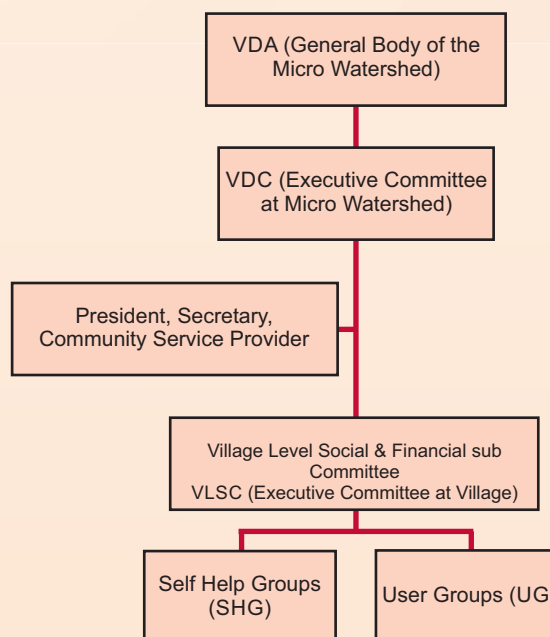 VDA (General Body of the
Micro Watershed)
VDC (Executive Committee
at Micro Watershed)
President, Secretary,
Community Service Provider
Village Level Social & Financial sub
Committee
VLSC (Executive Committee at Village)
Self Help Groups
(SHG)
User Groups (UG